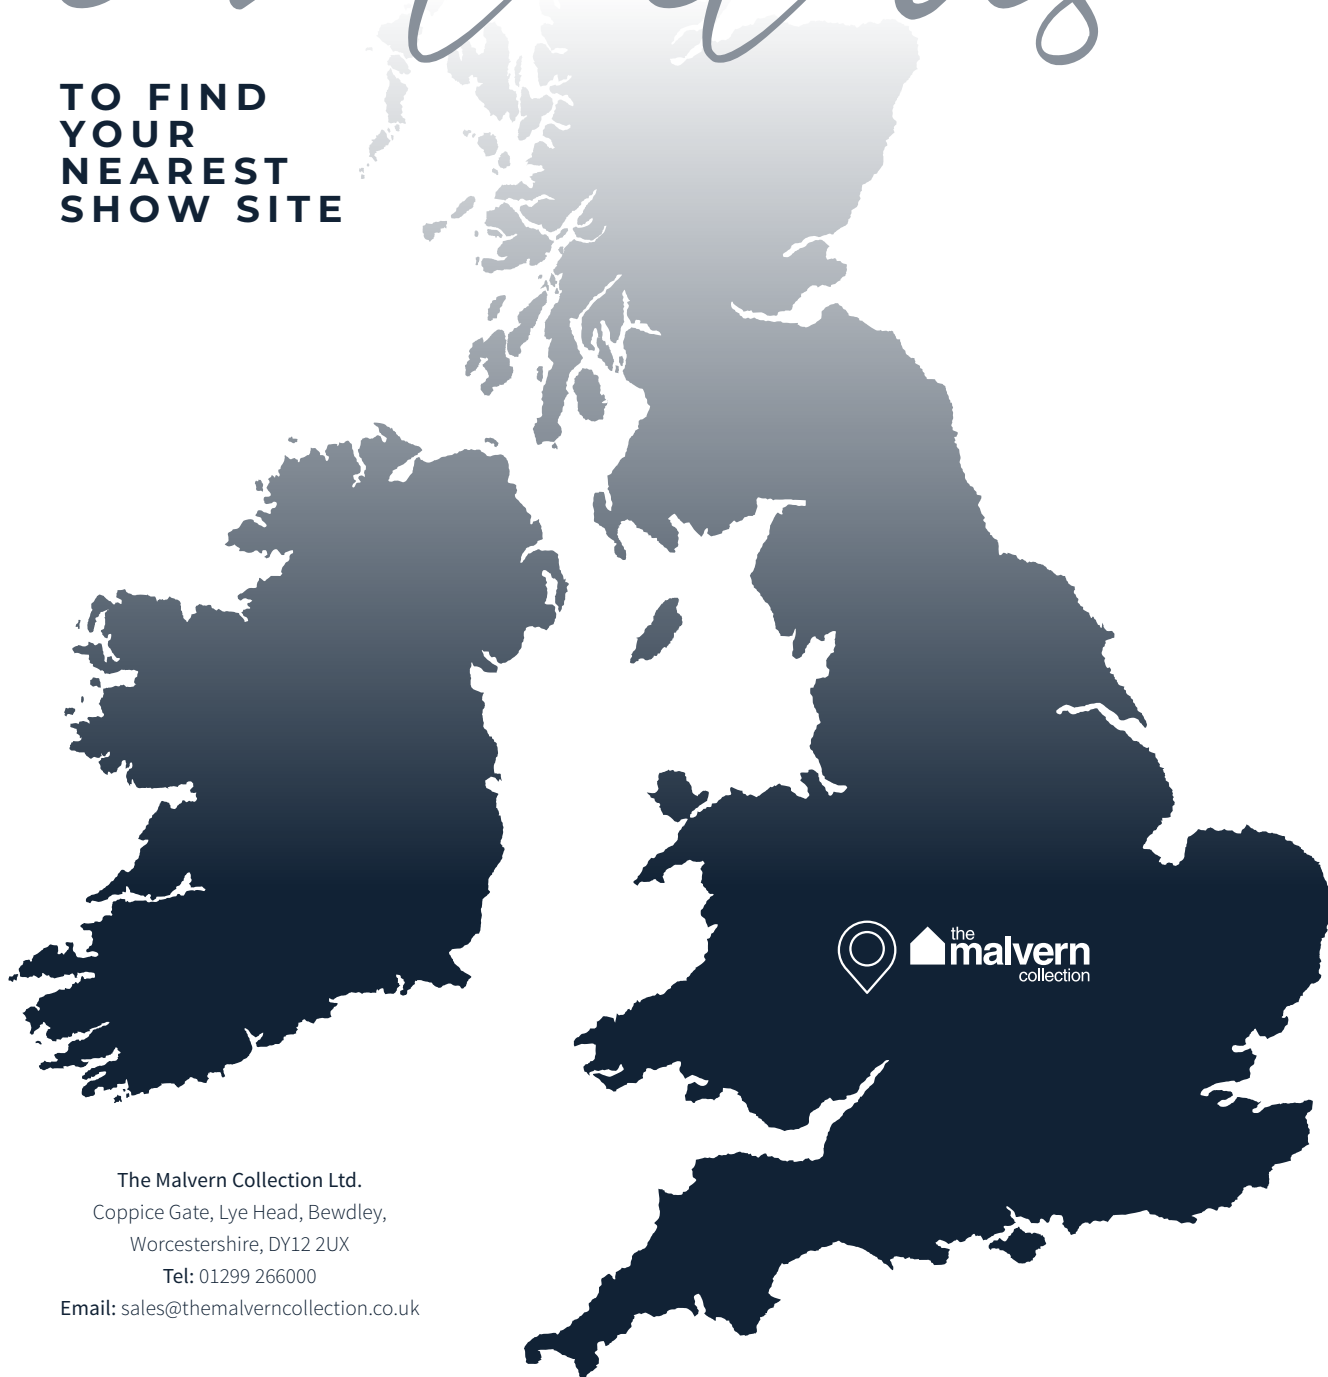 TO FIND
YOUR
NEAREST
SHOW SITE
the
malvern
collection
The Malvern Collection Ltd.
Coppice Gate, Lye Head, Bewdley,
Worcestershire, DY12 2UX
Tel: 01299 266000
Email: sales@themalverncollection.co.uk